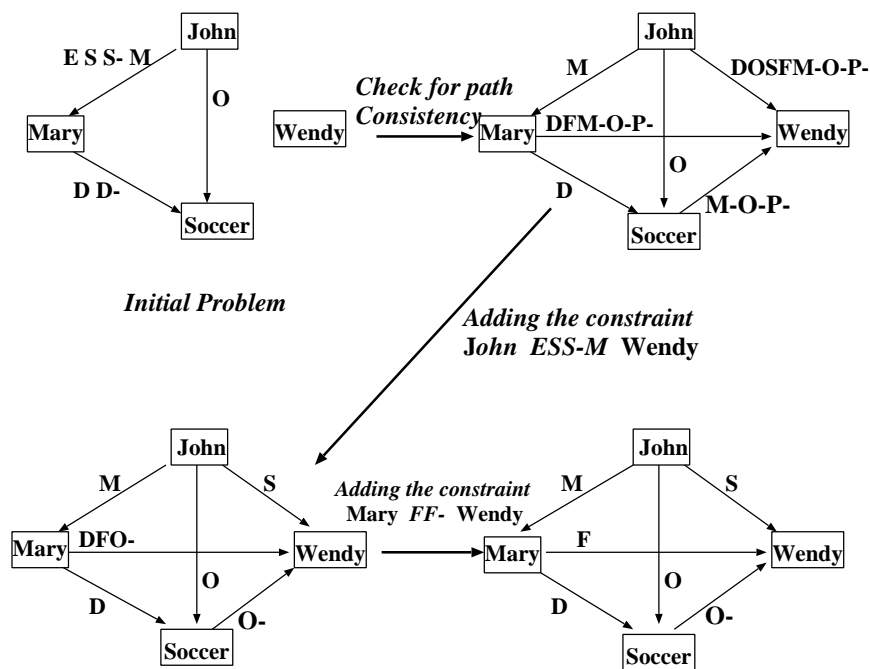 John
E S S- M
O
Mary
Wendy
D D-
Soccer
Initial Problem
Check for path
Consistency
John
M
DOSFM-O-P-
Mary
DFM-O-P-
Wendy
O
D
M-O-P-
Soccer
Adding the constraint
John ESS-M Wendy
John
M
S
Mary
DFO-
Wendy
O
D
O-
Soccer
Adding the constraint
Mary FF- Wendy
John
M
S
Mary
F
Wendy
O
D
O-
Soccer